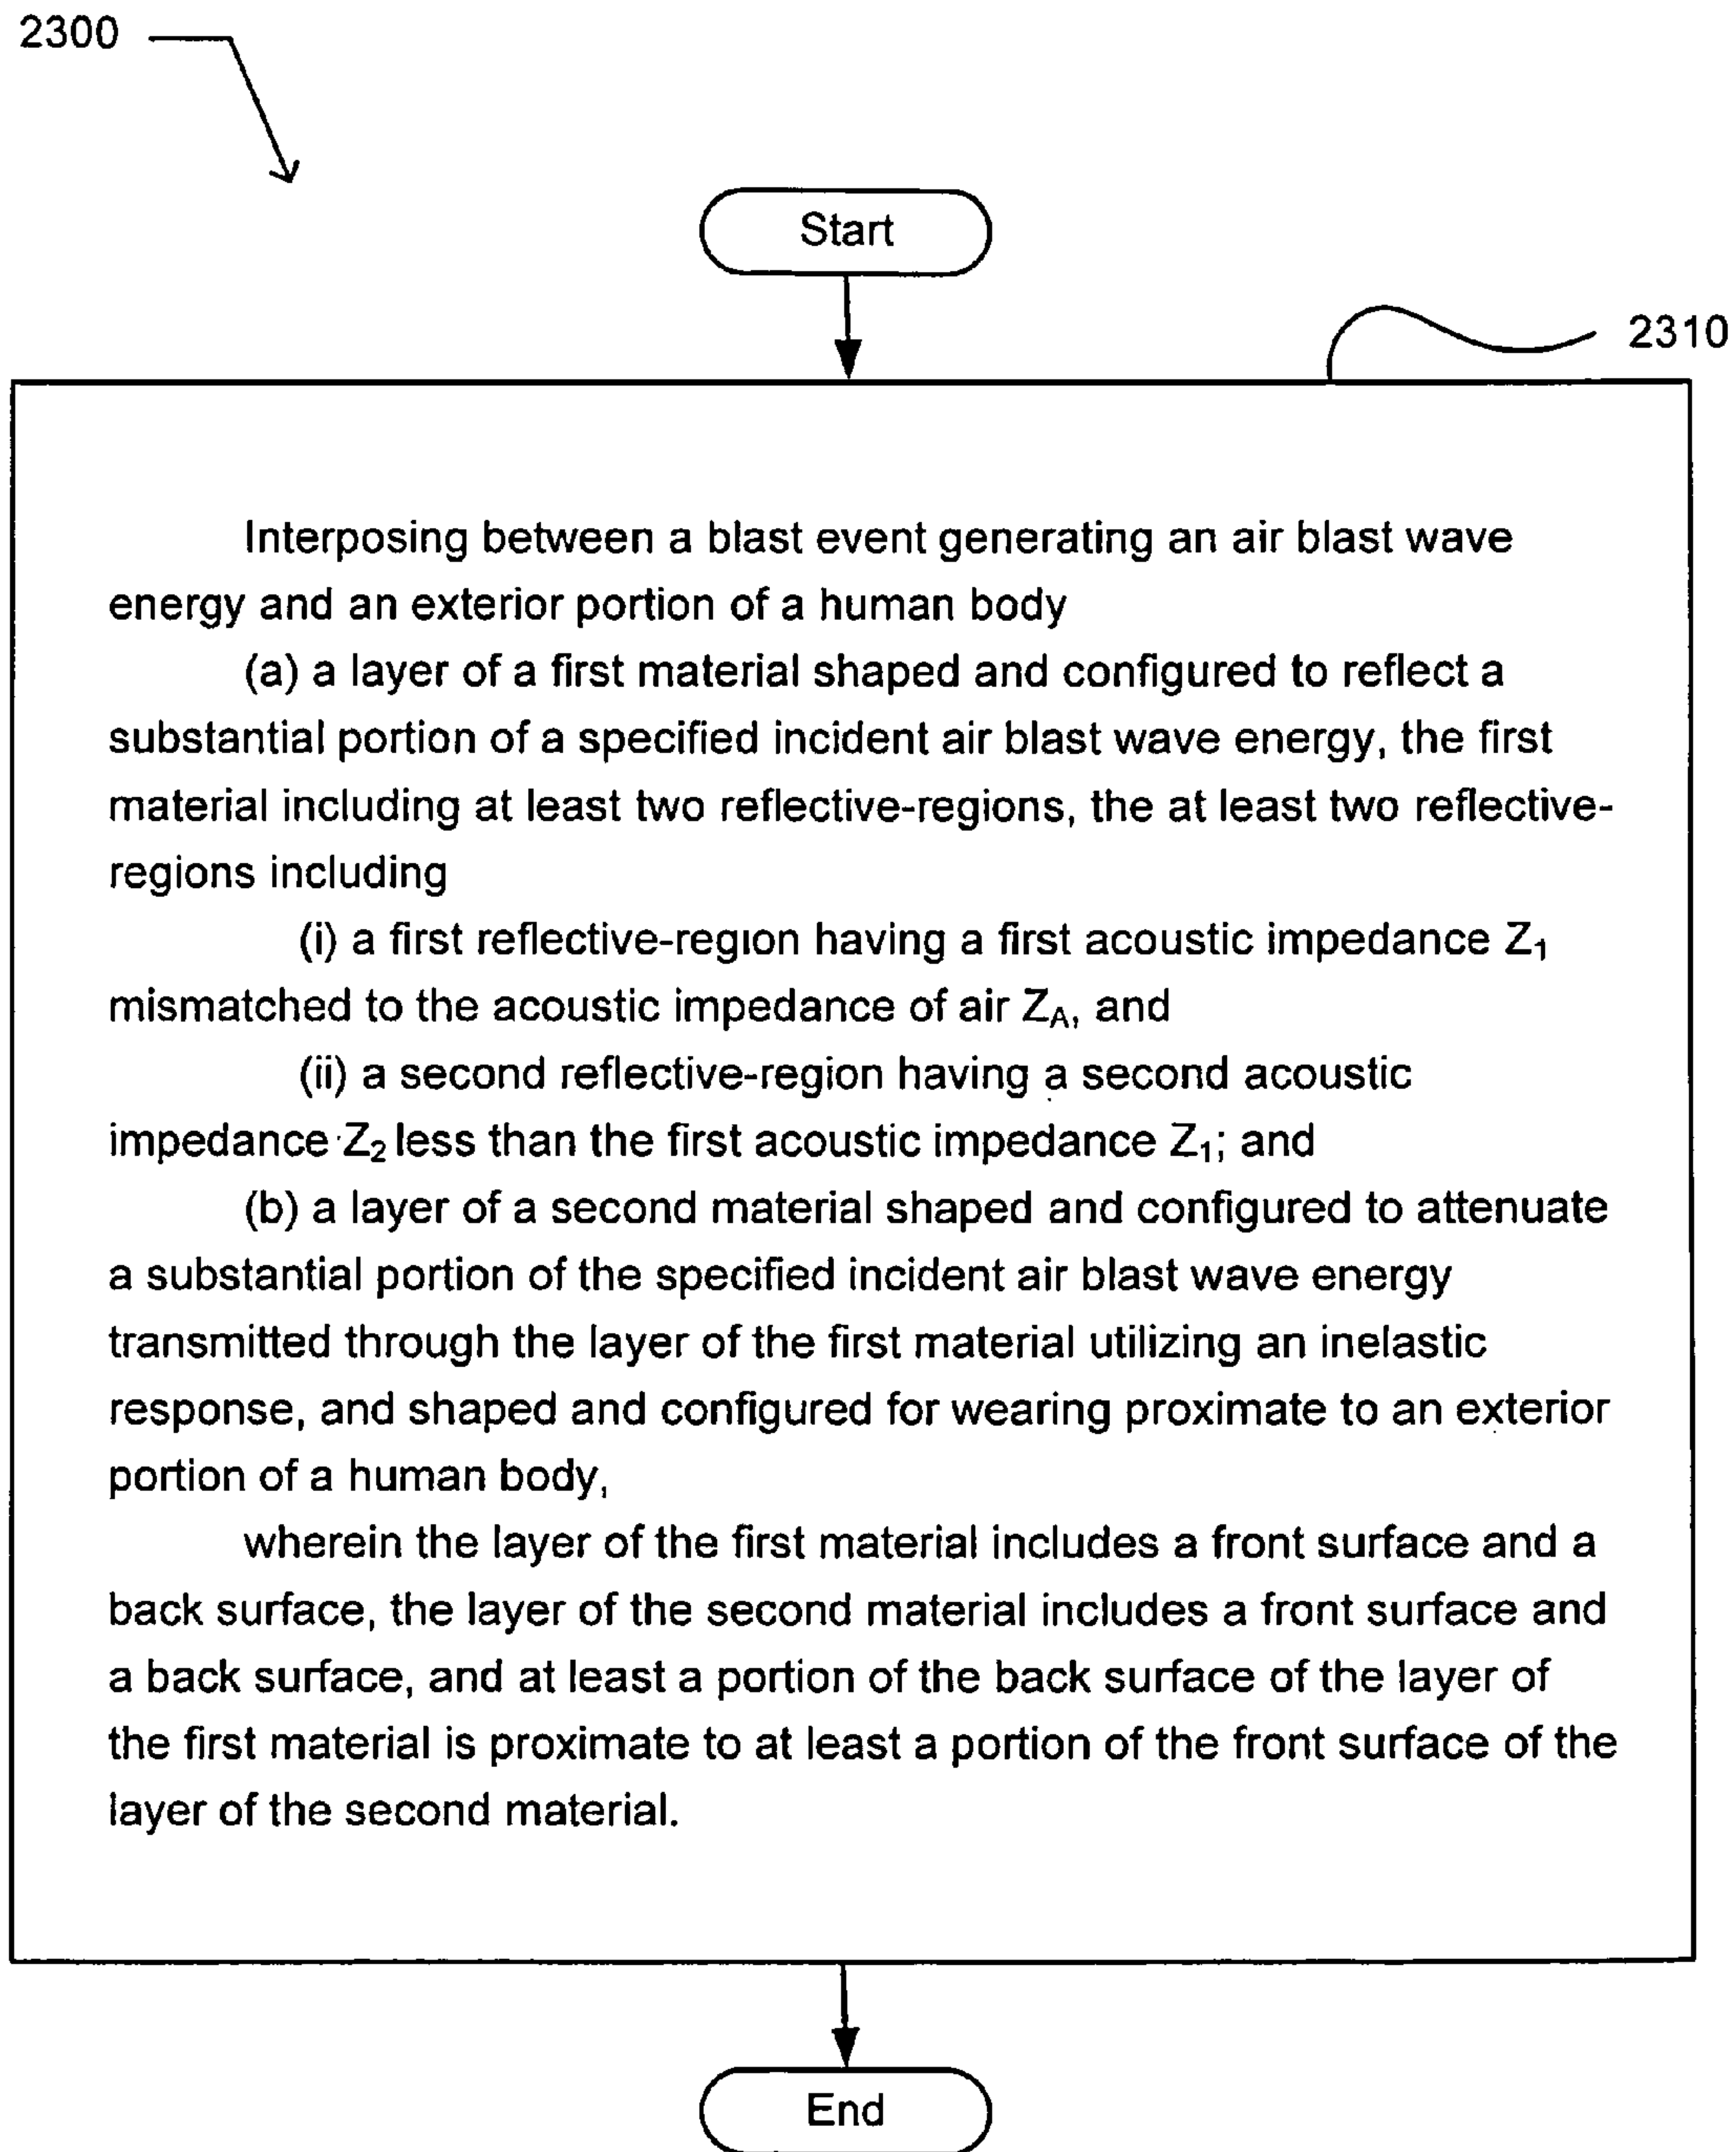 2300
Start
2310
Interposing between a blast event generating an air blast wave
energy and an exterior portion of a human body
(a) a layer of a first material shaped and configured to reflect a
substantial portion of a specified incident air blast wave energy, the first
material including at least two reflective-regions, the at least two reflective-
regions including
(i) a first reflective-region having a first acoustic impedance Z₁
mismatched to the acoustic impedance of air Z_A, and
(ii) a second reflective-region having a second acoustic
impedance Z₂ less than the first acoustic impedance Z₁; and
(b) a layer of a second material shaped and configured to attenuate
a substantial portion of the specified incident air blast wave energy
transmitted through the layer of the first material utilizing an inelastic
response, and shaped and configured for wearing proximate to an exterior
portion of a human body,
wherein the layer of the first material includes a front surface and a
back surface, the layer of the second material includes a front surface and
a back surface, and at least a portion of the back surface of the layer of
the first material is proximate to at least a portion of the front surface of the
layer of the second material.
End